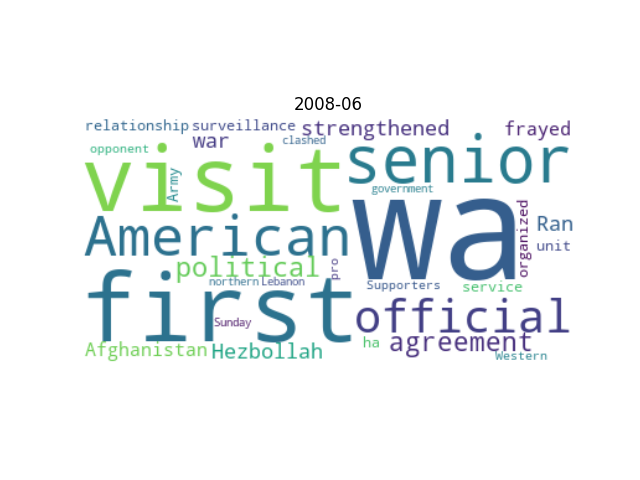 2008-06
relationship surveillance strengthened frayed
opponent war clashed
visit senior
Army government
American wa organized
Ran
unit
political pro
northern Lebanon Supporters service
first official
Sunday
Afghanistan Hezbollah ha agreement
Western